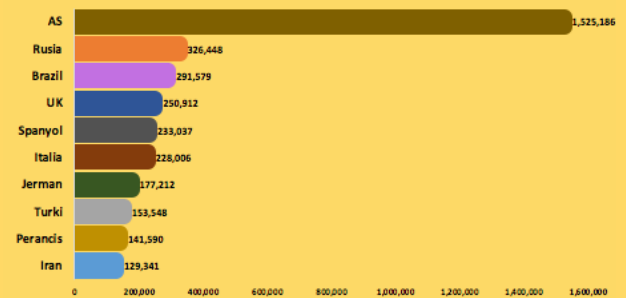 AS 1,525,186
Rusia 326,448
Brazil 291,579
UK 250,912
Spanyol 233,037
Italia 228,006
Jerman 177,212
Turki 153,548
Perancis 141,590
Iran 129,341
0 200,000 400,000 600,000 800,000 1,000,000 1,200,000 1,400,000 1,600,000